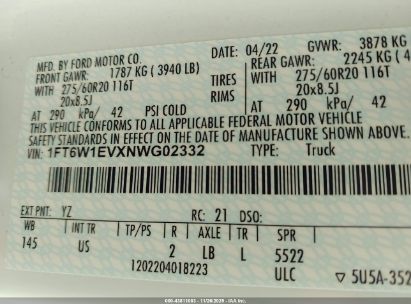 MFD. BY FORD MOTOR CO.
DATE: 04/22 GVWR: 3878 KG
FRONT GAWR: 1787 KG ( 3940 LB)
REAR GAWR: 2245 KG
WITH TIRES WITH
275/60R20 116T 275/60R20 116T
20x8.5J RIMS 20x8.5J
AT 290 kPa/ 42 PSI COLD AT 290 kPa/ 42
THIS VEHICLE CONFORMS TO ALL APPLICABLE FEDERAL MOTOR VEHICLE
SAFETY STANDARDS IN EFFECT ON THE DATE OF MANUFACTURE SHOWN
VIN: 1FT6W1EVXNWG02332 TYPE: Truck
EXT PNT: YZ RC: 21 DSO:
WB INT TR TP/PS R AXLE TR SPR
145 US 2 LB L 5522
1202204018223 ULC 5U5A-352